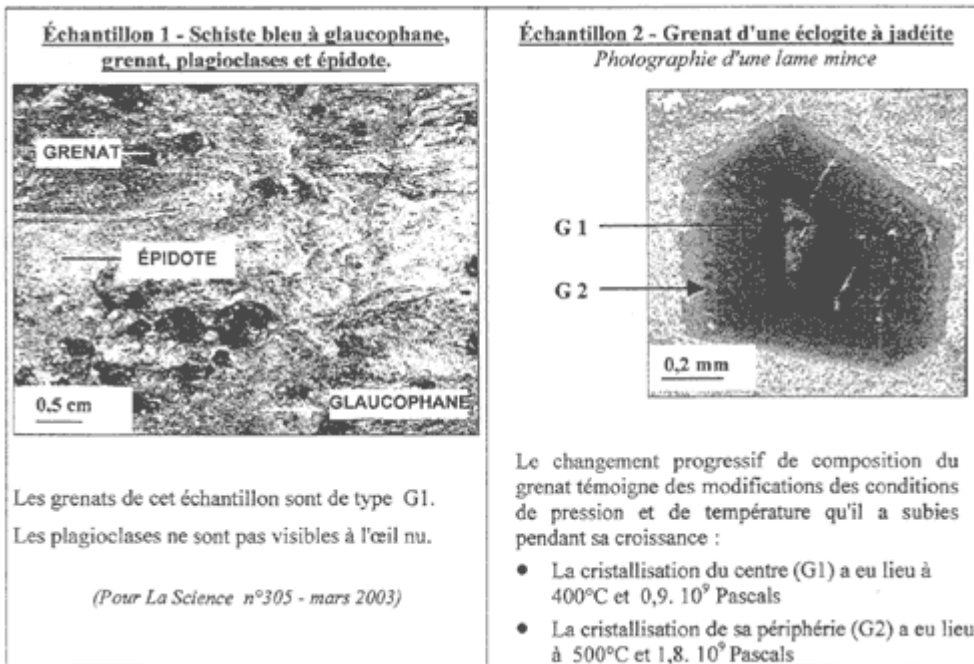 Échantillon 1 - Schiste bleu à glaucophane,
grenat, plagioclases et épidote.
GRENAT
ÉPIDOTE
0.5 cm
GLAUCOPHANE
Les grenats de cet échantillon sont de type G1.
Les plagioclases ne sont pas visibles à l'œil nu.
(Pour La Science n°305 - mars 2003)
Échantillon 2 - Grenat d'une éclogite à jadéite
Photographie d'une lame mince
G 1
G 2
0,2 mm
Le changement progressif de composition du
grenat témoigne des modifications des conditions
de pression et de température qu'il a subies
pendant sa croissance :
• La cristallisation du centre (G1) a eu lieu à
400°C et 0,9. 10⁹ Pascals
• La cristallisation de sa périphérie (G2) a eu lieu
à 500°C et 1,8. 10⁹ Pascals